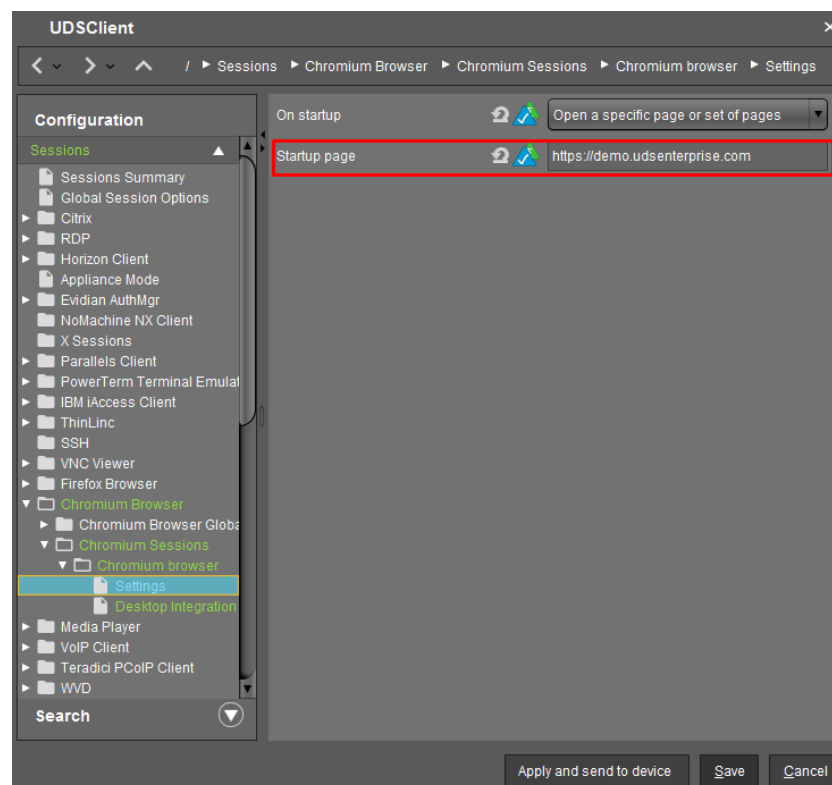 UDSClient
/ Sessions Chromium Browser Chromium Sessions Chromium browser Settings
Configuration
Sessions
Sessions Summary
Global Session Options
Citrix
RDP
Horizon Client
Appliance Mode
Evidian AuthMgr
NoMachine NX Client
X Sessions
Parallels Client
PowerTerm Terminal Emulat
IBM iAccess Client
ThinLinc
SSH
VNC Viewer
Firefox Browser
Chromium Browser
Chromium Browser Globa
Chromium Sessions
Chromium browser
Settings
Desktop Integration
Media Player
VoIP Client
Teradici PCoIP Client
WVD
Search
On startup Open a specific page or set of pages
Startup page https://demo.udsenterprise.com
Apply and send to device Save Cancel